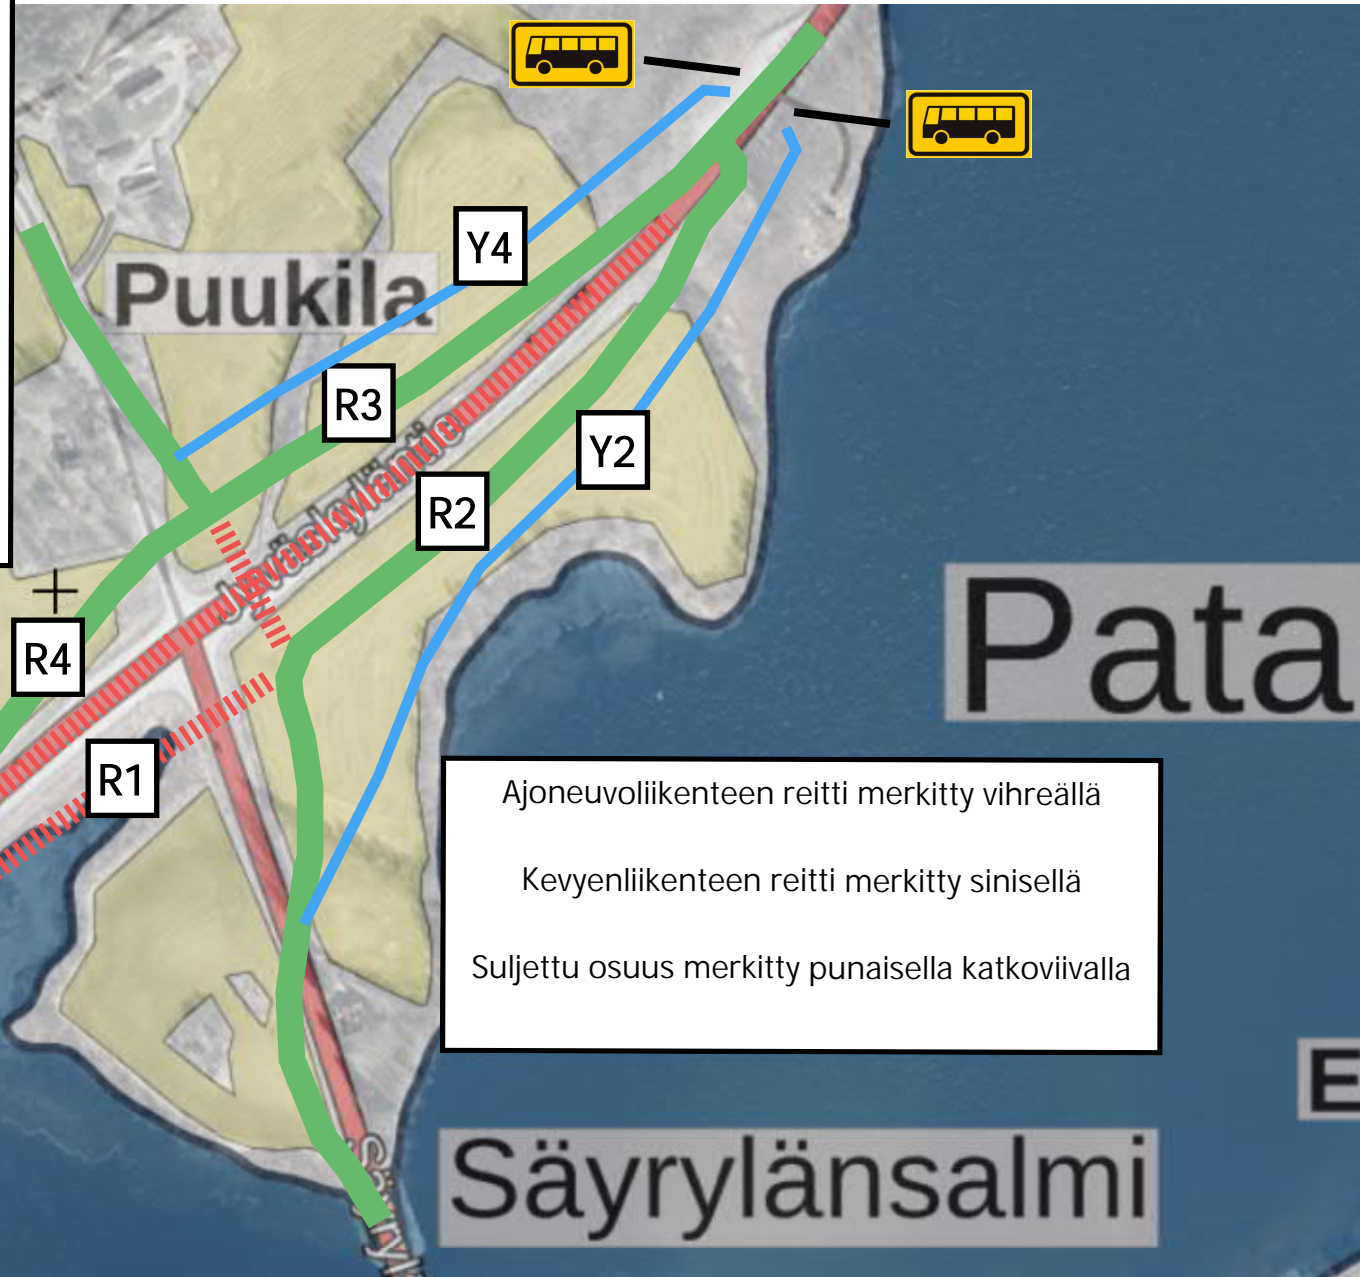 Y4
Puukila
R3
Y2
R2
Jyväskyläntie
R4
Pata
R1
Ajoneuvoliikenteen reitti merkitty vihreällä
Kevyenliikenteen reitti merkitty sinisellä
Suljettu osuus merkitty punaisella katkoviivalla
E
Säyrylänsalmi